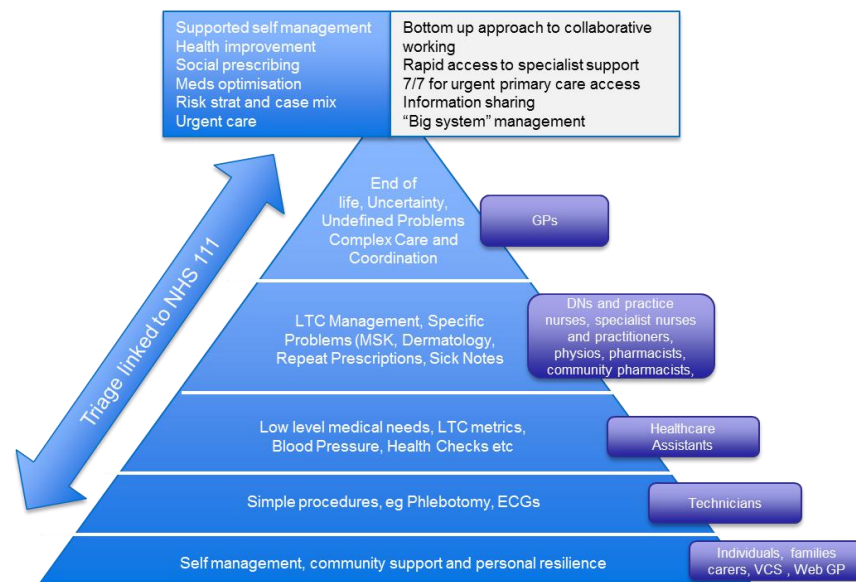 Supported self management
Health improvement
Social prescribing
Meds optimisation
Risk strat and case mix
Urgent care
Bottom up approach to collaborative
working
Rapid access to specialist support
7/7 for urgent primary care access
Information sharing
“Big system” management
Triage linked to NHS 111
End of
life, Uncertainty,
Undefined Problems
Complex Care and
Coordination
GPs
LTC Management, Specific
Problems (MSK, Dermatology,
Repeat Prescriptions, Sick Notes
DNs and practice
nurses, specialist nurses
and practitioners,
physios, pharmacists,
community pharmacists,
Low level medical needs, LTC metrics,
Blood Pressure, Health Checks etc
Healthcare
Assistants
Simple procedures, eg Phlebotomy, ECGs
Technicians
Self management, community support and personal resilience
Individuals, families
carers, VCS , Web GP